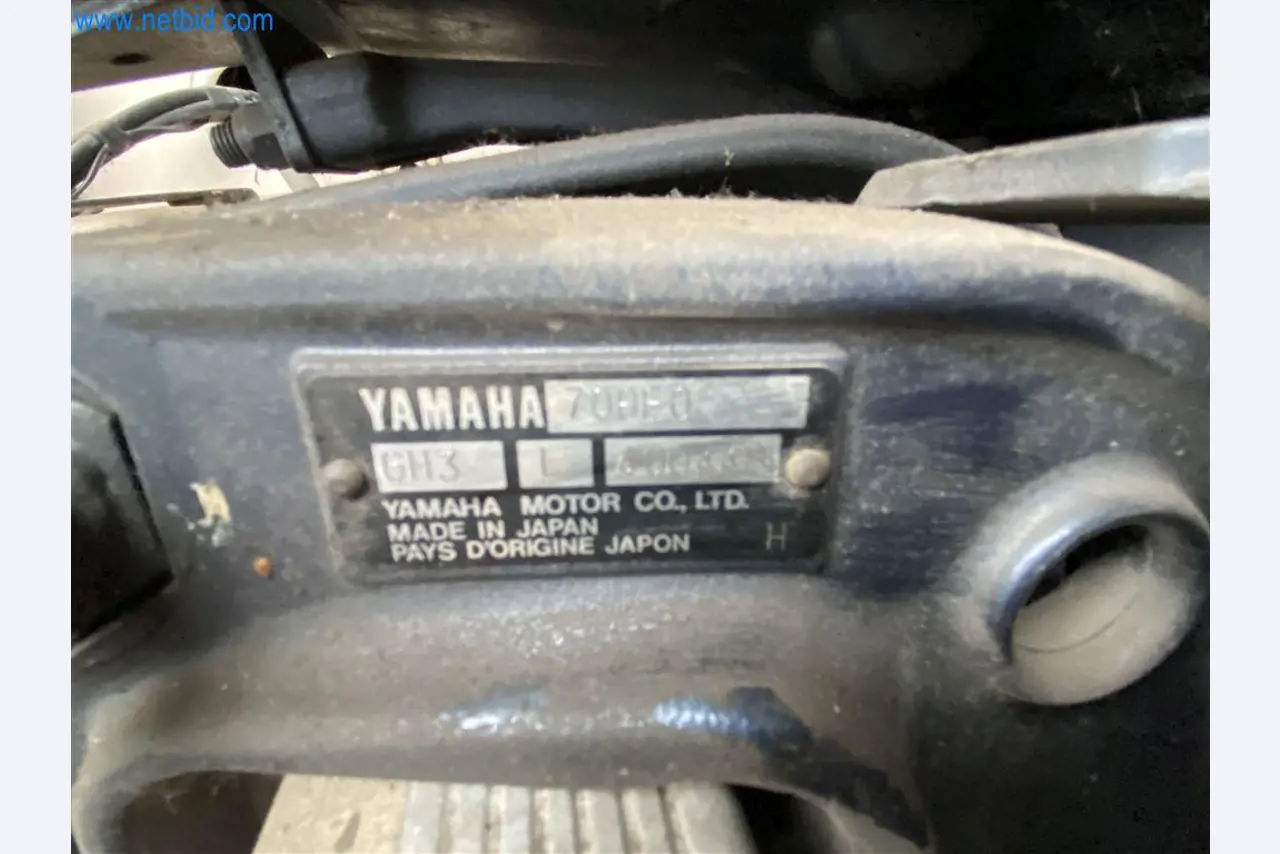 www.netbid.com
YAMAHA
6H3 L
YAMAHA MOTOR CO., LTD.
MADE IN JAPAN
PAYS D'ORIGINE JAPON H